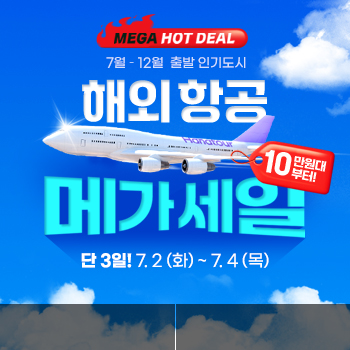 MEGA HOT DEAL
7월 - 12월 출발 인기도시
해외 항공
Hanatour
10만원대
부터!
메가세일
단 3일! 7. 2 (화) ~ 7. 4 (목)